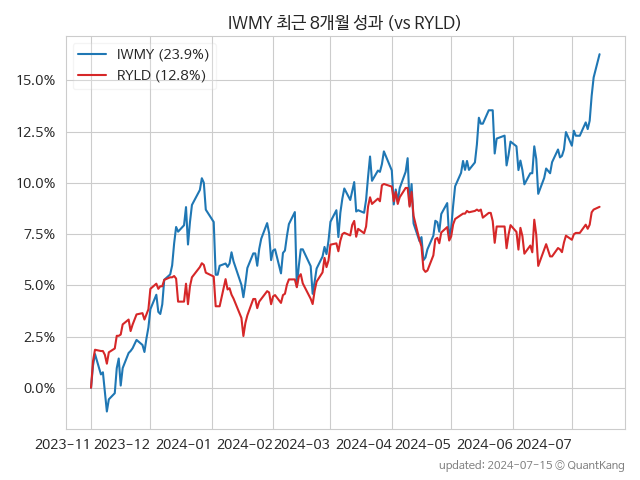 IWMY 최근 8개월 성과 (vs RYLD)
IWMY (23.9%)
RYLD (12.8%)
15.0%
12.5%
10.0%
7.5%
5.0%
2.5%
0.0%
2023-11 2023-12 2024-01 2024-02 2024-03 2024-04 2024-05 2024-06 2024-07
updated: 2024-07-15 © QuantKang